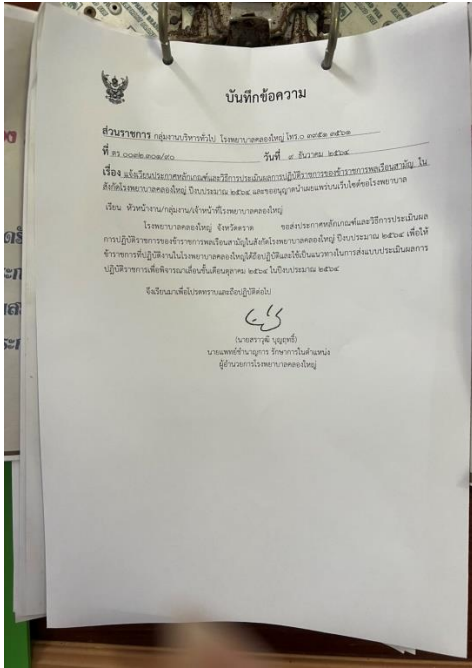 บันทึกข้อความ
ส่วนราชการ กลุ่มงานบริหารทั่วไป โรงพยาบาลคลองใหญ่ โทร.๐ ๓๙๕๑ ๓๕๖๑
ที่ ตร ๐๐๓๒.๓๐๑/๙๐ วันที่ ๙ ธันวาคม ๒๕๖๔
เรื่อง แจ้งเวียนประกาศหลักเกณฑ์และวิธีการประเมินผลการปฏิบัติราชการของข้าราชการพลเรือนสามัญ ใน
สังกัดโรงพยาบาลคลองใหญ่ ปีงบประมาณ ๒๕๖๔ และขออนุญาตนำเผยแพร่บนเว็บไซต์ของโรงพยาบาล
เรียน หัวหน้างาน/กลุ่มงาน/เจ้าหน้าที่โรงพยาบาลคลองใหญ่
โรงพยาบาลคลองใหญ่ จังหวัดตราด ขอส่งประกาศหลักเกณฑ์และวิธีการประเมินผล
การปฏิบัติราชการของข้าราชการพลเรือนสามัญในสังกัดโรงพยาบาลคลองใหญ่ ปีงบประมาณ ๒๕๖๔ เพื่อให้
ข้าราชการที่ปฏิบัติงานในโรงพยาบาลคลองใหญ่ได้ถือปฏิบัติและใช้เป็นแนวทางในการส่งแบบประเมินผลการ
ปฏิบัติราชการเพื่อพิจารณาเลื่อนขั้นเดือนตุลาคม ๒๕๖๔ ในปีงบประมาณ ๒๕๖๔
จึงเรียนมาเพื่อโปรดทราบและถือปฏิบัติต่อไป
(นายสราวุฒิ บุญฤทธิ์)
นายแพทย์ชำนาญการ รักษาการในตำแหน่ง
ผู้อำนวยการโรงพยาบาลคลองใหญ่